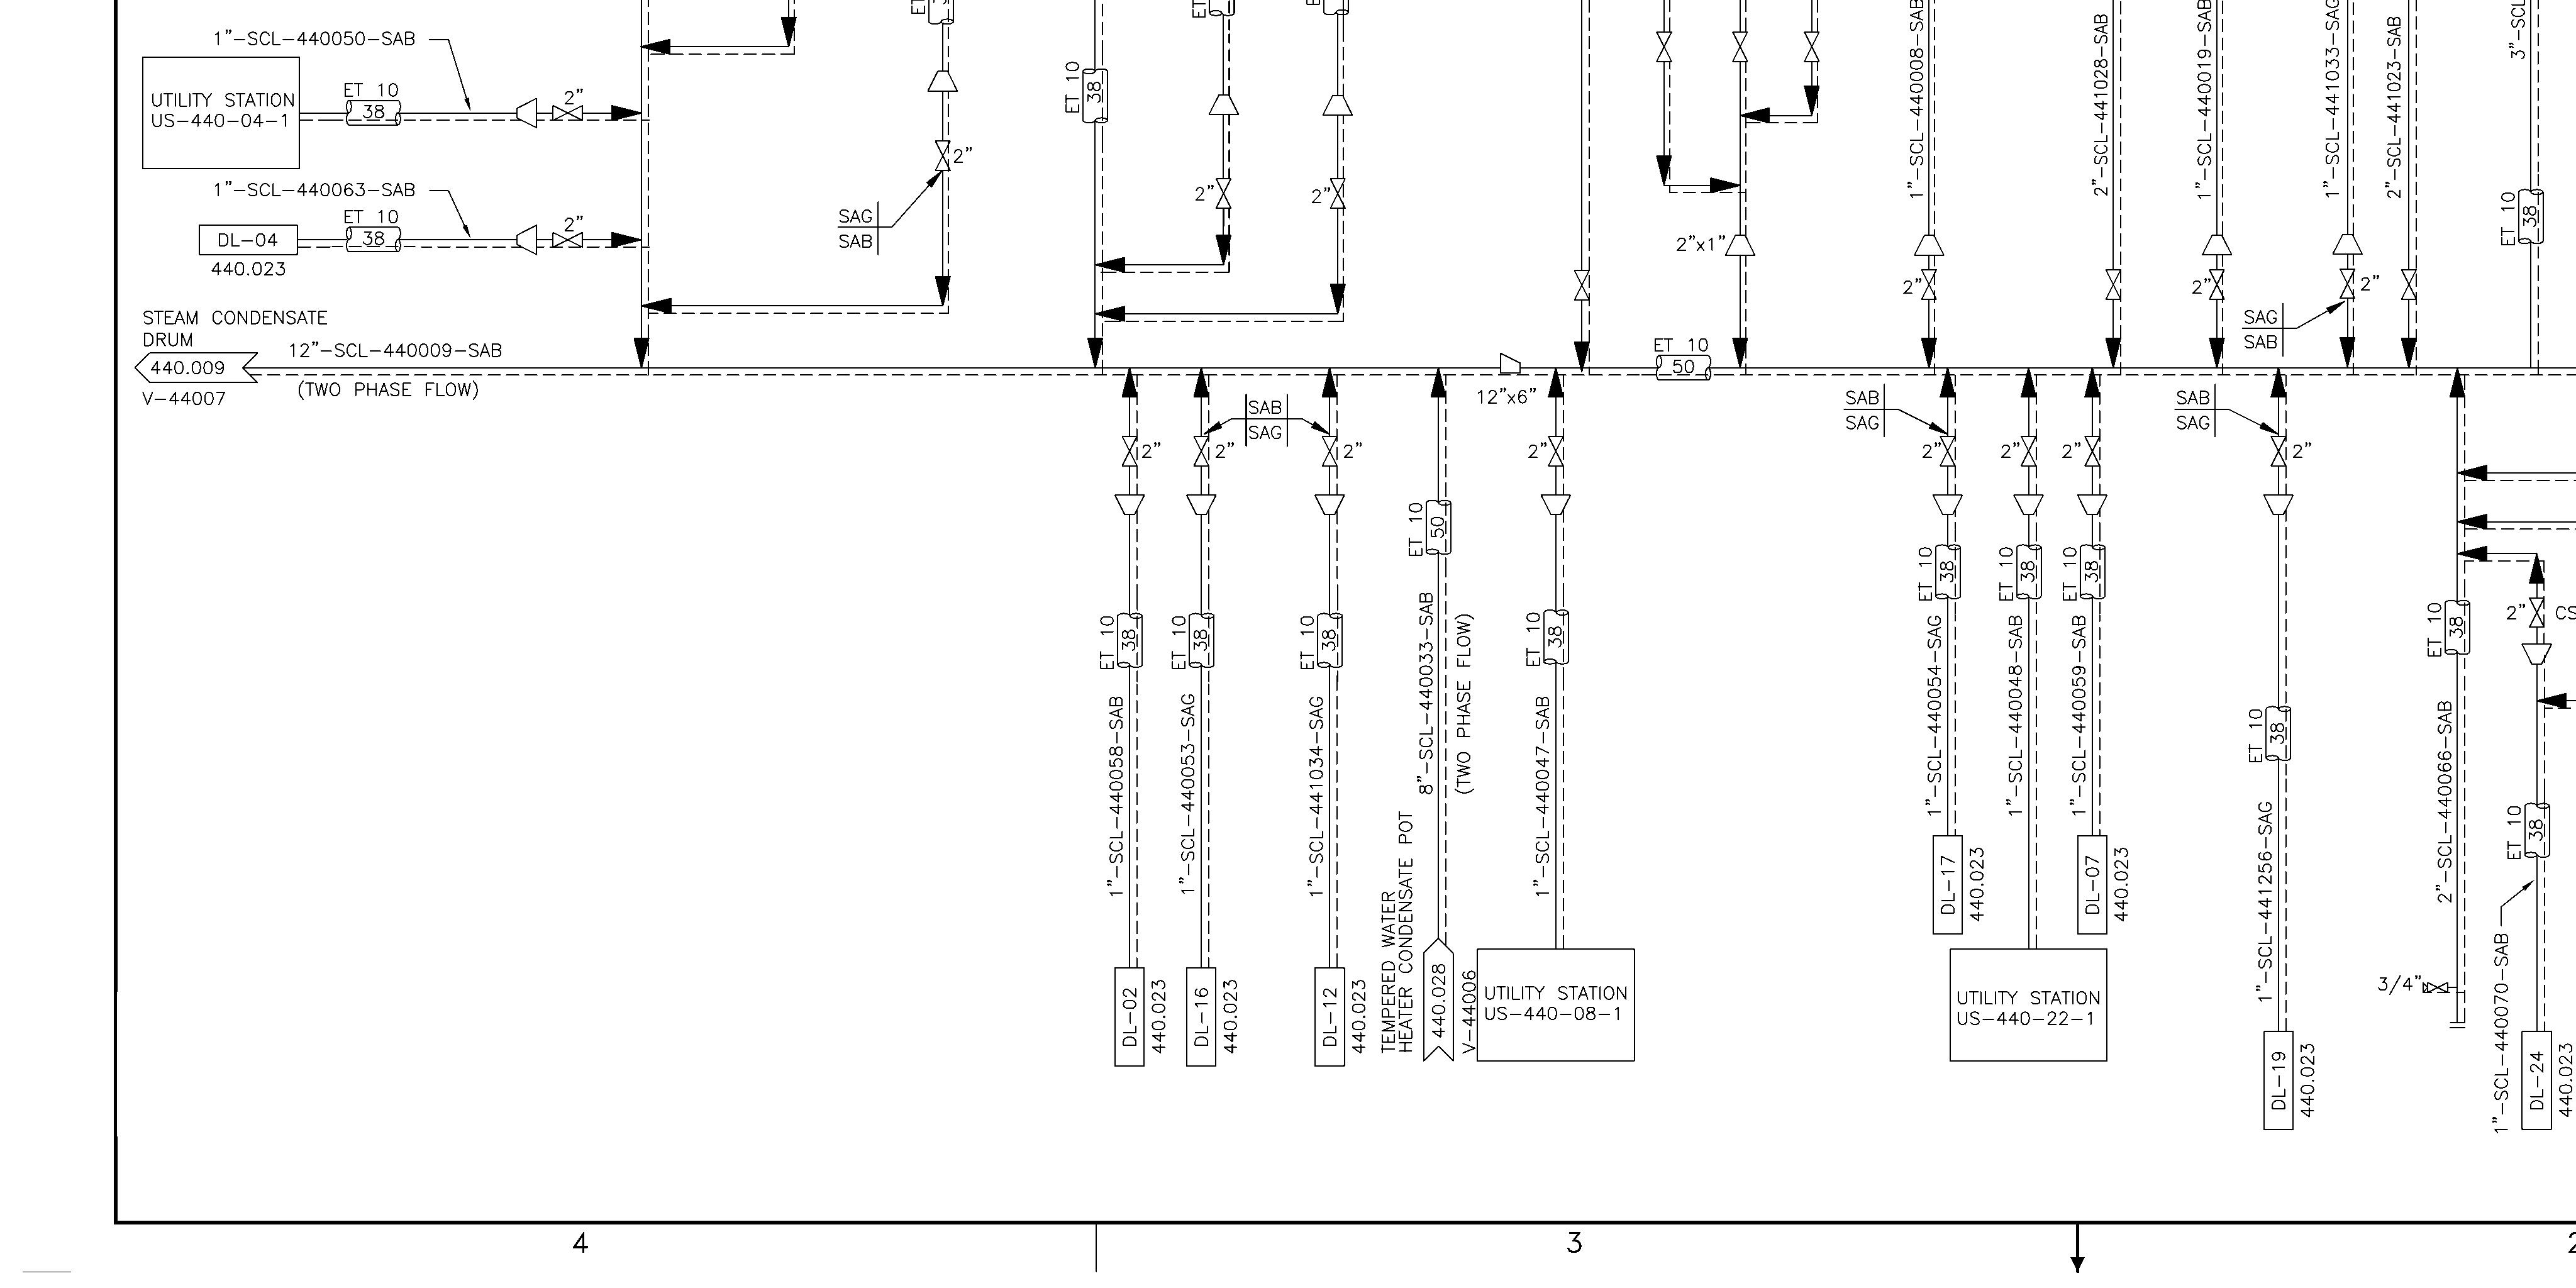 1"-SCL-440050-SAB
UTILITY STATION
US-440-04-1
ET 10
38
2"
1"-SCL-440063-SAB
DL-04
440.023
ET 10
38
2"
STEAM CONDENSATE
DRUM
440.009
V-44007
12"-SCL-440009-SAB
(TWO PHASE FLOW)
2"
SAG
SAB
ET 10
38
2"
2"
2"x1"
ET 10
50
12"x6"
1"-SCL-440008-SAB
2"
2"-SCL-441028-SAB
1"-SCL-440019-SAB
2"
1"-SCL-441033-SAG
2"
SAG
SAB
2"-SCL-441023-SAB
3"-SCL
ET 10
38
2"
ET 10
38
1"-SCL-440058-SAB
DL-02
440.023
SAB
SAG
2"
ET 10
38
1"-SCL-440053-SAG
DL-16
440.023
2"
ET 10
38
1"-SCL-441034-SAG
DL-12
440.023
ET 10
50
8"-SCL-440033-SAB
(TWO PHASE FLOW)
TEMPERED WATER
HEATER CONDENSATE POT
440.028
V-44006
2"
ET 10
38
1"-SCL-440047-SAB
UTILITY STATION
US-440-08-1
SAB
SAG
2"
ET 10
38
1"-SCL-440054-SAG
DL-17
440.023
2"
ET 10
38
1"-SCL-440048-SAB
UTILITY STATION
US-440-22-1
2"
ET 10
38
1"-SCL-440059-SAB
DL-07
440.023
SAB
SAG
2"
ET 10
38
1"-SCL-441256-SAG
DL-19
440.023
ET 10
38
2"-SCL-440066-SAB
3/4"
2"
CS
ET 10
38
1"-SCL-440070-SAB
DL-24
440.023
4
3
2